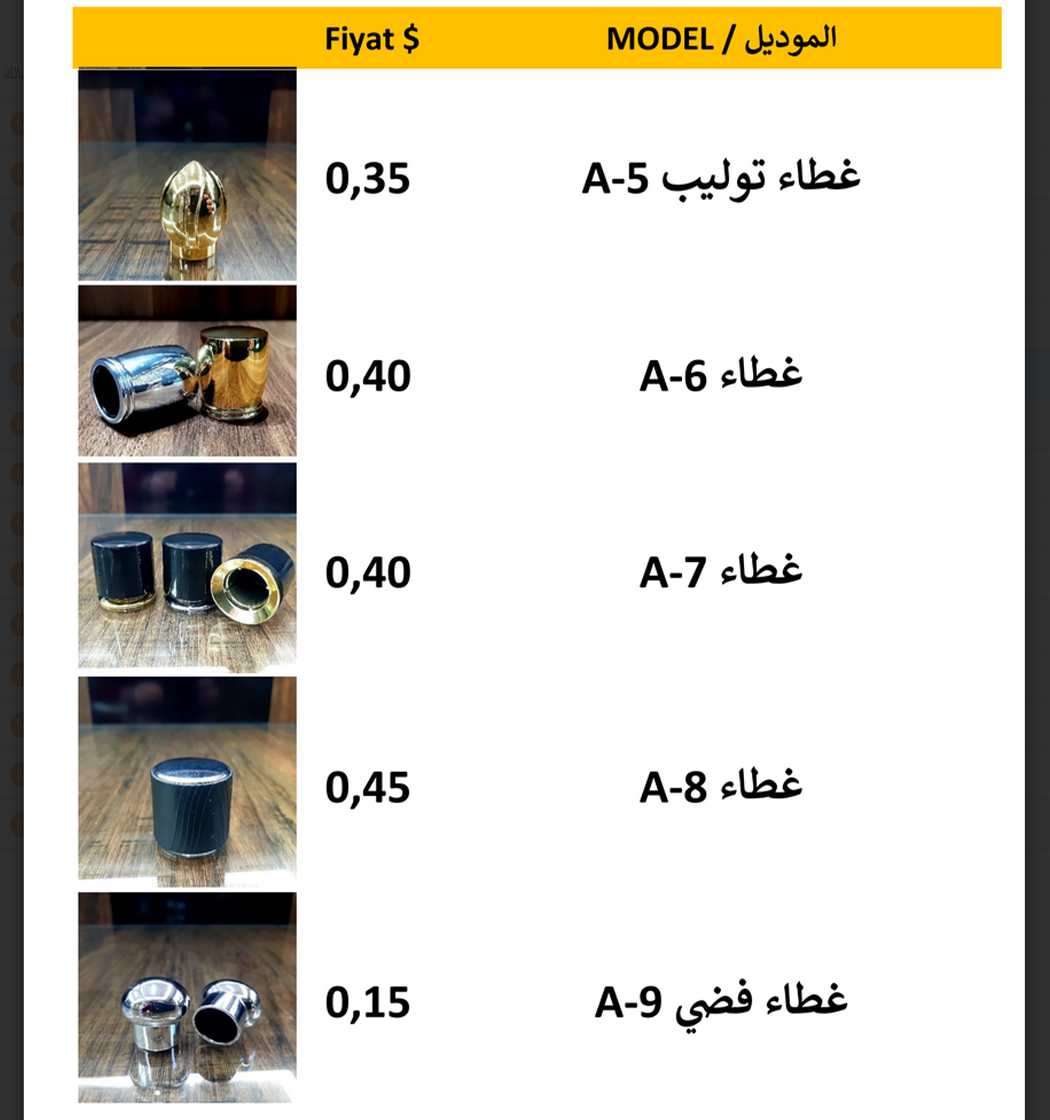 Fiyat $ MODEL / الموديل
0,35 غطاء توليب A-5
0,40 غطاء A-6
0,40 غطاء A-7
0,45 غطاء A-8
0,15 غطاء فضي A-9